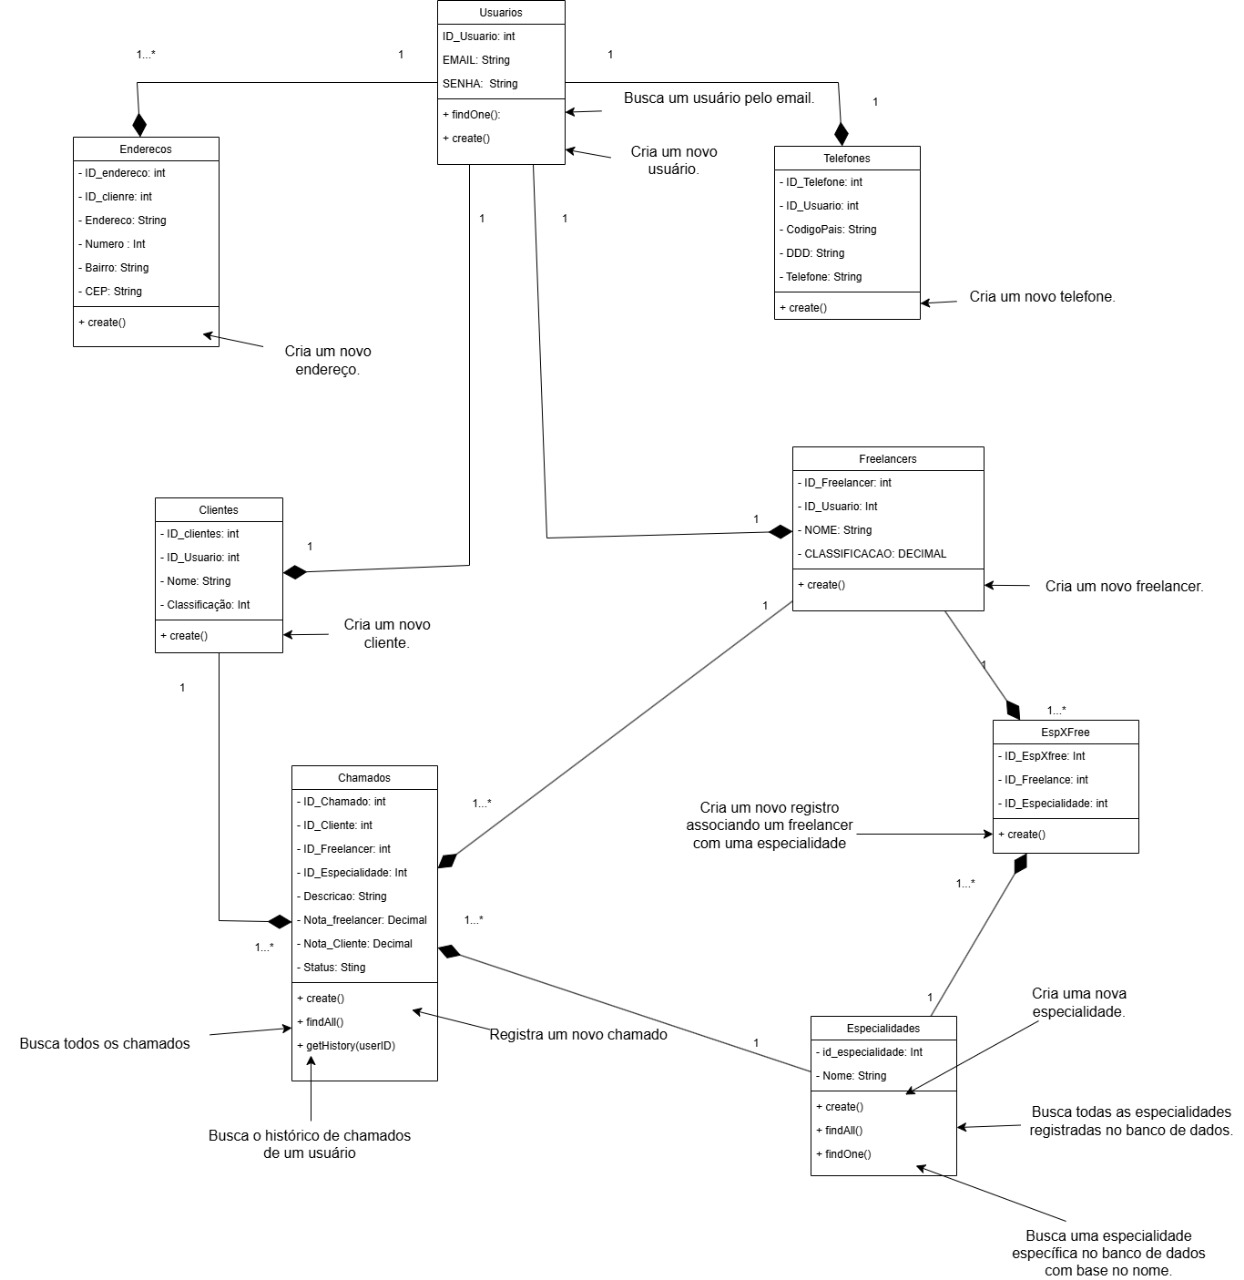 Usuarios
ID_Usuario: int
EMAIL: String
SENHA: String
+ findOne():
+ create()
1...*
1
1
1
Busca um usuário pelo email.
Cria um novo
usuário.
Enderecos
- ID_endereco: int
- ID_clienre: int
- Endereco: String
- Numero : Int
- Bairro: String
- CEP: String
+ create()
Cria um novo
endereço.
Telefones
- ID_Telefone: int
- ID_Usuario: int
- CodigoPais: String
- DDD: String
- Telefone: String
+ create()
Cria um novo telefone.
1
1
Freelancers
- ID_Freelancer: int
- ID_Usuario: Int
- NOME: String
- CLASSIFICACAO: DECIMAL
+ create()
Cria um novo freelancer.
1
Clientes
- ID_clientes: int
- ID_Usuario: int
- Nome: String
- Classificação: Int
+ create()
1
Cria um novo
cliente.
1
1
1
1...*
EspXFree
- ID_EspXfree: Int
- ID_Freelance: int
- ID_Especialidade: int
+ create()
Cria um novo registro
associando um freelancer
com uma especialidade
Chamados
- ID_Chamado: int
- ID_Cliente: int
- ID_Freelancer: int
- ID_Especialidade: Int
- Descricao: String
- Nota_freelancer: Decimal
- Nota_Cliente: Decimal
- Status: Sting
+ create()
+ findAll()
+ getHistory(userID)
1...*
1...*
1...*
1...*
1
1
Busca todos os chamados
Registra um novo chamado
Busca o histórico de chamados
de um usuário
Especialidades
- id_especialidade: Int
- Nome: String
+ create()
+ findAll()
+ findOne()
Cria uma nova
especialidade.
Busca todas as especialidades
registradas no banco de dados.
Busca uma especialidade
específica no banco de dados
com base no nome.